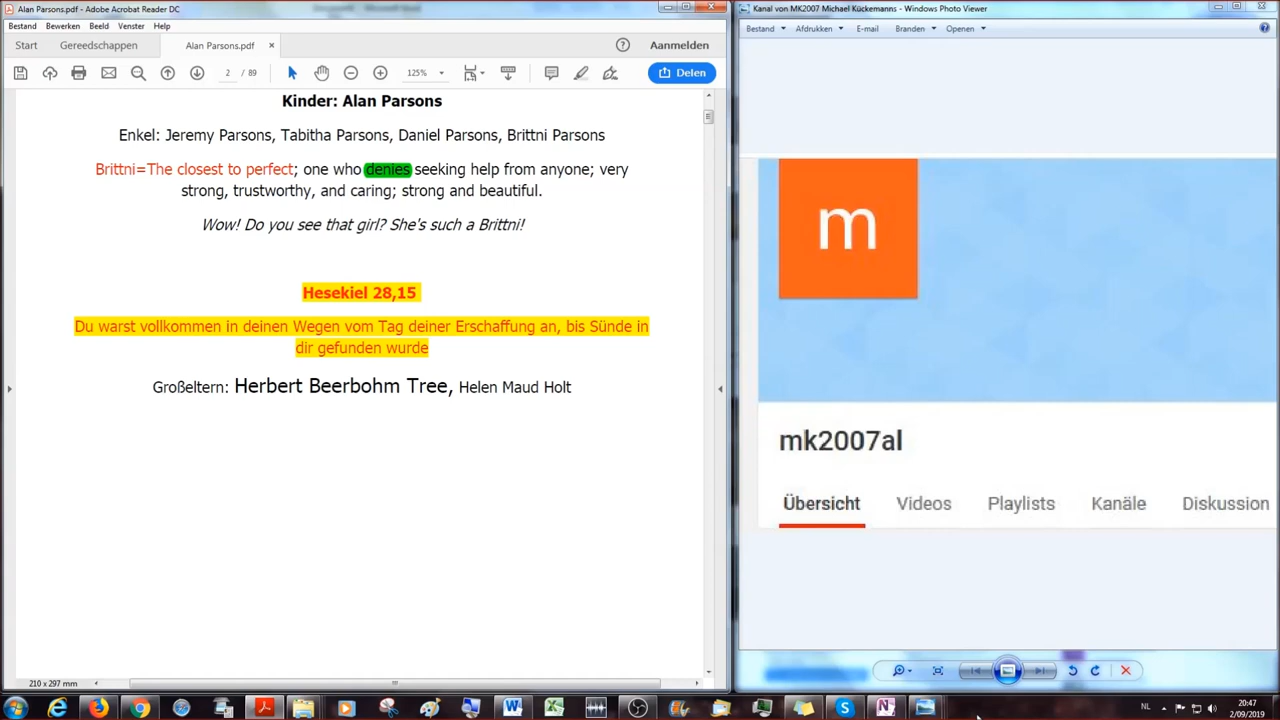 Alan Parsons.pdf - Adobe Acrobat Reader DC
Bestand Bewerken Beeld Venster Help
Start Gereedschappen Alan Parsons.pdf × Aanmelden
2 / 89 125% Delen
Kinder: Alan Parsons
Enkel: Jeremy Parsons, Tabitha Parsons, Daniel Parsons, Brittni Parsons
Brittni=The closest to perfect; one who denies seeking help from anyone; very
strong, trustworthy, and caring; strong and beautiful.
Wow! Do you see that girl? She's such a Brittni!
Hesekiel 28,15
Du warst vollkommen in deinen Wegen vom Tag deiner Erschaffung an, bis Sünde in
dir gefunden wurde
Großeltern: Herbert Beerbohm Tree, Helen Maud Holt
210 x 297 mm
Kanal von MK2007 Michael Kückemanns - Windows Photo Viewer
Bestand Afdrukken E-mail Branden Openen
m
mk2007al
Übersicht Videos Playlists Kanäle Diskussion
NL 20:47
2/09/2019